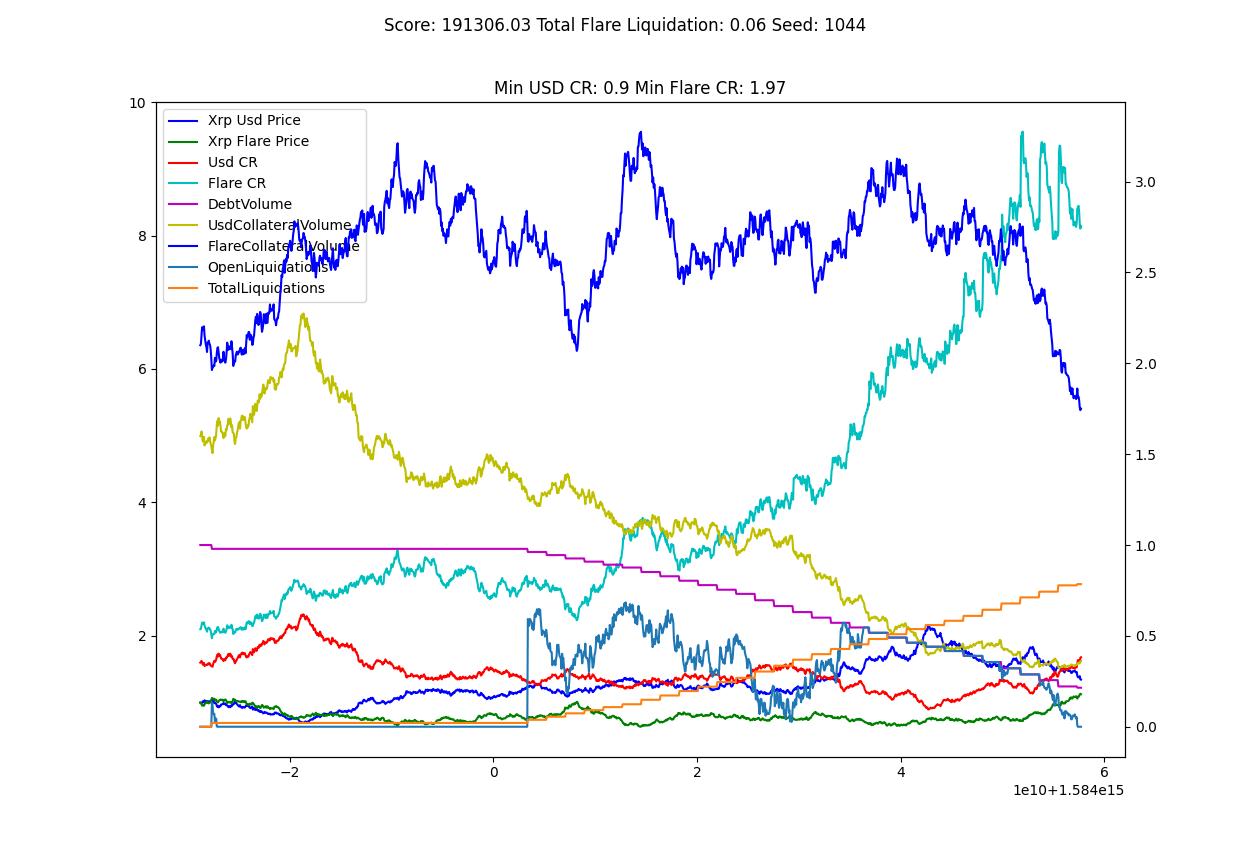 Score: 191306.03 Total Flare Liquidation: 0.06 Seed: 1044
Min USD CR: 0.9 Min Flare CR: 1.97
10
8
6
4
2
Xrp Usd Price
Xrp Flare Price
Usd CR
Flare CR
DebtVolume
UsdCollateralVolume
FlareCollateralVolume
OpenLiquidations
TotalLiquidations
3.0
2.5
2.0
1.5
1.0
0.5
0.0
−2 0 2 4 6
1e10+1.584e15